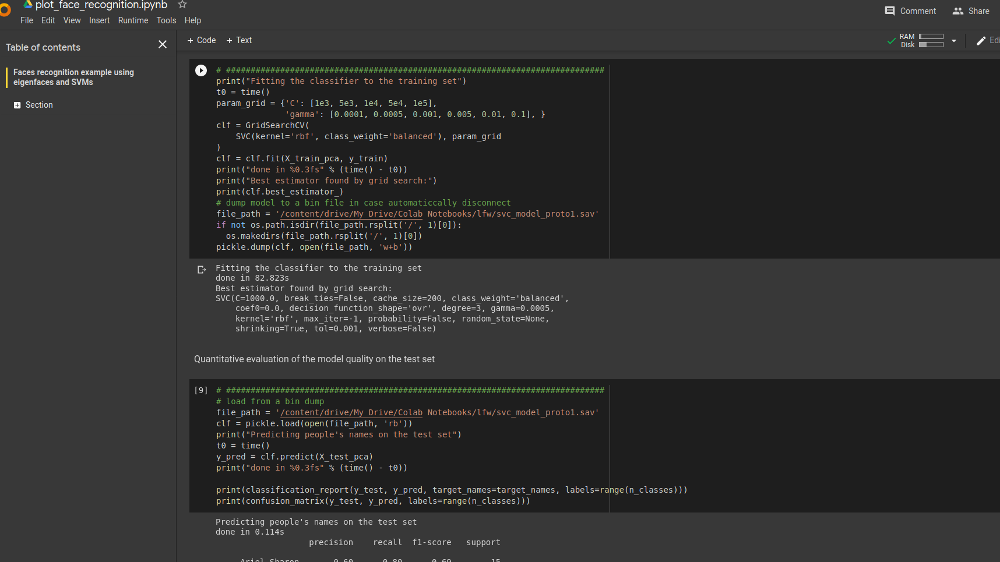 plot_face_recognition.ipynb
File Edit View Insert Runtime Tools Help
Comment Share
Table of contents
+ Code + Text
RAM
Disk
Faces recognition example using
eigenfaces and SVMs
Section
# #############################################################################
print("Fitting the classifier to the training set")
t0 = time()
param_grid = {'C': [1e3, 5e3, 1e4, 5e4, 1e5],
              'gamma': [0.0001, 0.0005, 0.001, 0.005, 0.01, 0.1], }
clf = GridSearchCV(
    SVC(kernel='rbf', class_weight='balanced'), param_grid
)
clf = clf.fit(X_train_pca, y_train)
print("done in %0.3fs" % (time() - t0))
print("Best estimator found by grid search:")
print(clf.best_estimator_)
# dump model to a bin file in case automaticcally disconnect
file_path = '/content/drive/My Drive/Colab Notebooks/lfw/svc_model_proto1.sav'
if not os.path.isdir(file_path.rsplit('/', 1)[0]):
  os.makedirs(file_path.rsplit('/', 1)[0])
pickle.dump(clf, open(file_path, 'w+b'))
Fitting the classifier to the training set
done in 82.823s
Best estimator found by grid search:
SVC(C=1000.0, break_ties=False, cache_size=200, class_weight='balanced',
    coef0=0.0, decision_function_shape='ovr', degree=3, gamma=0.0005,
    kernel='rbf', max_iter=-1, probability=False, random_state=None,
    shrinking=True, tol=0.001, verbose=False)
Quantitative evaluation of the model quality on the test set
[9] # #############################################################################
# load from a bin dump
file_path = '/content/drive/My Drive/Colab Notebooks/lfw/svc_model_proto1.sav'
clf = pickle.load(open(file_path, 'rb'))
print("Predicting people's names on the test set")
t0 = time()
y_pred = clf.predict(X_test_pca)
print("done in %0.3fs" % (time() - t0))
print(classification_report(y_test, y_pred, target_names=target_names, labels=range(n_classes)))
print(confusion_matrix(y_test, y_pred, labels=range(n_classes)))
Predicting people's names on the test set
done in 0.114s
precision recall f1-score support
Ariel Sharon 0.60 0.80 0.69 15